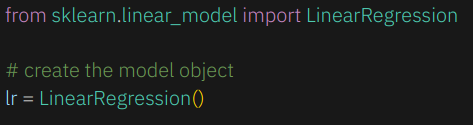 from sklearn.linear_model import LinearRegression
# create the model object
lr = LinearRegression()